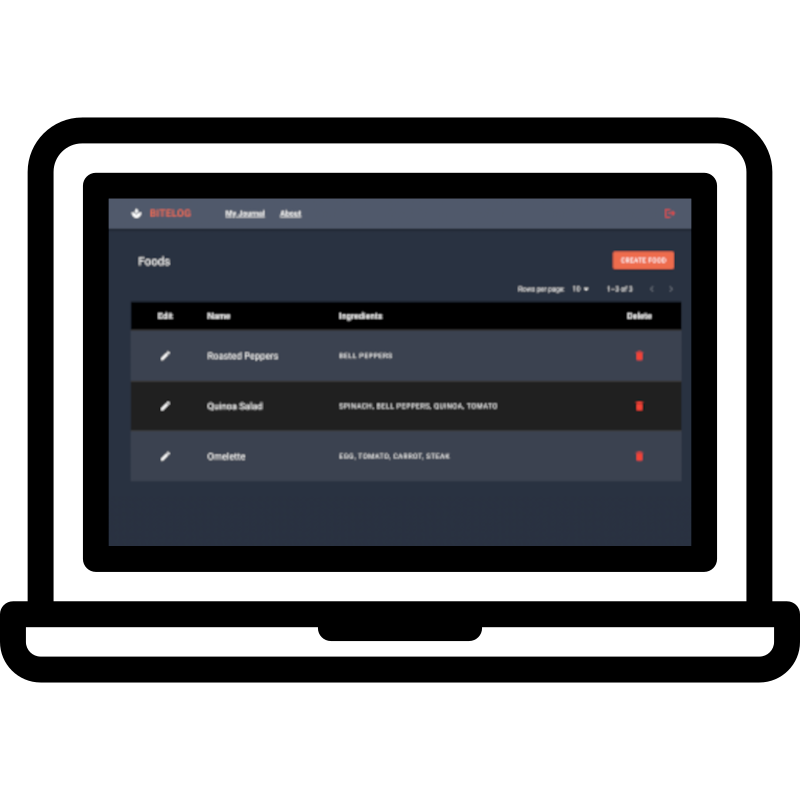 BITELOG My Journal About
Foods CREATE FOOD
Rows per page: 10 1–3 of 3
Edit Name Ingredients Delete
Roasted Peppers BELL PEPPERS
Quinoa Salad SPINACH, BELL PEPPERS, QUINOA, TOMATO
Omelette EGG, TOMATO, CARROT, STEAK